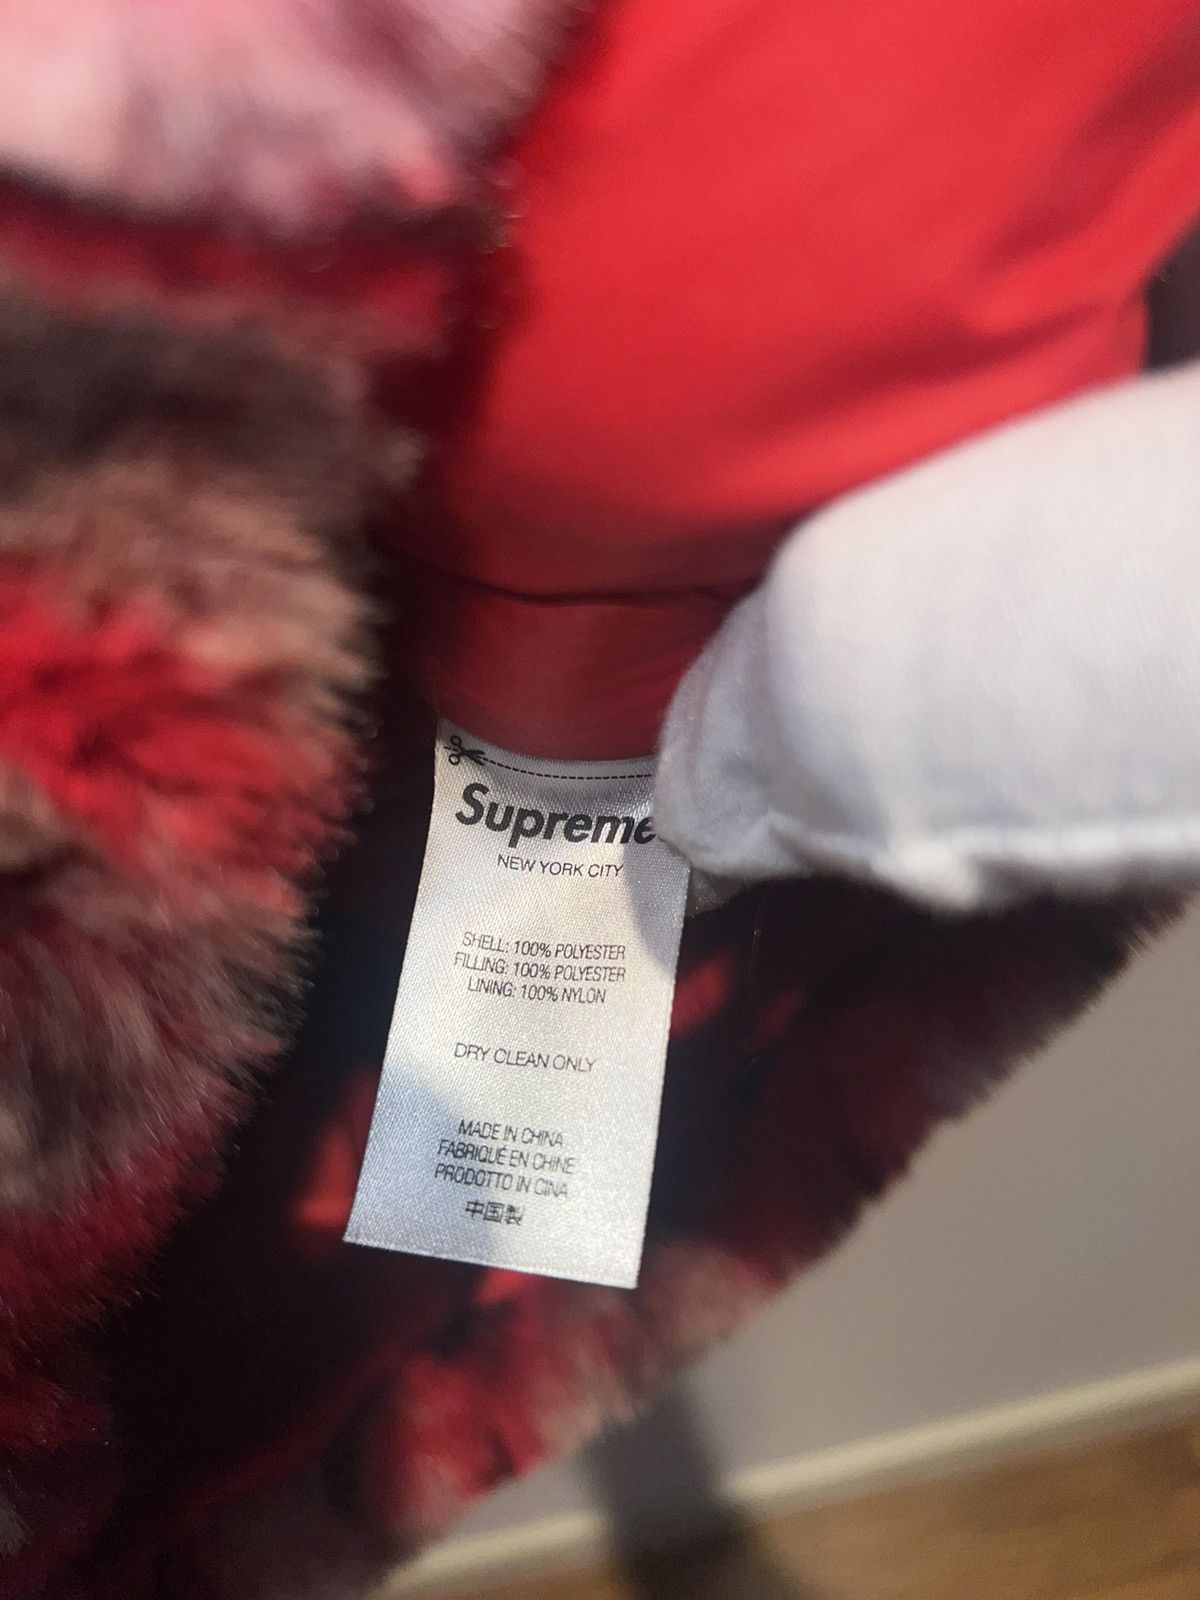 Supreme
NEW YORK CITY
SHELL: 100% POLYESTER
FILLING: 100% POLYESTER
LINING: 100% NYLON
DRY CLEAN ONLY
MADE IN CHINA
FABRIQUÉ EN CHINE
PRODOTTO IN CINA
中国製